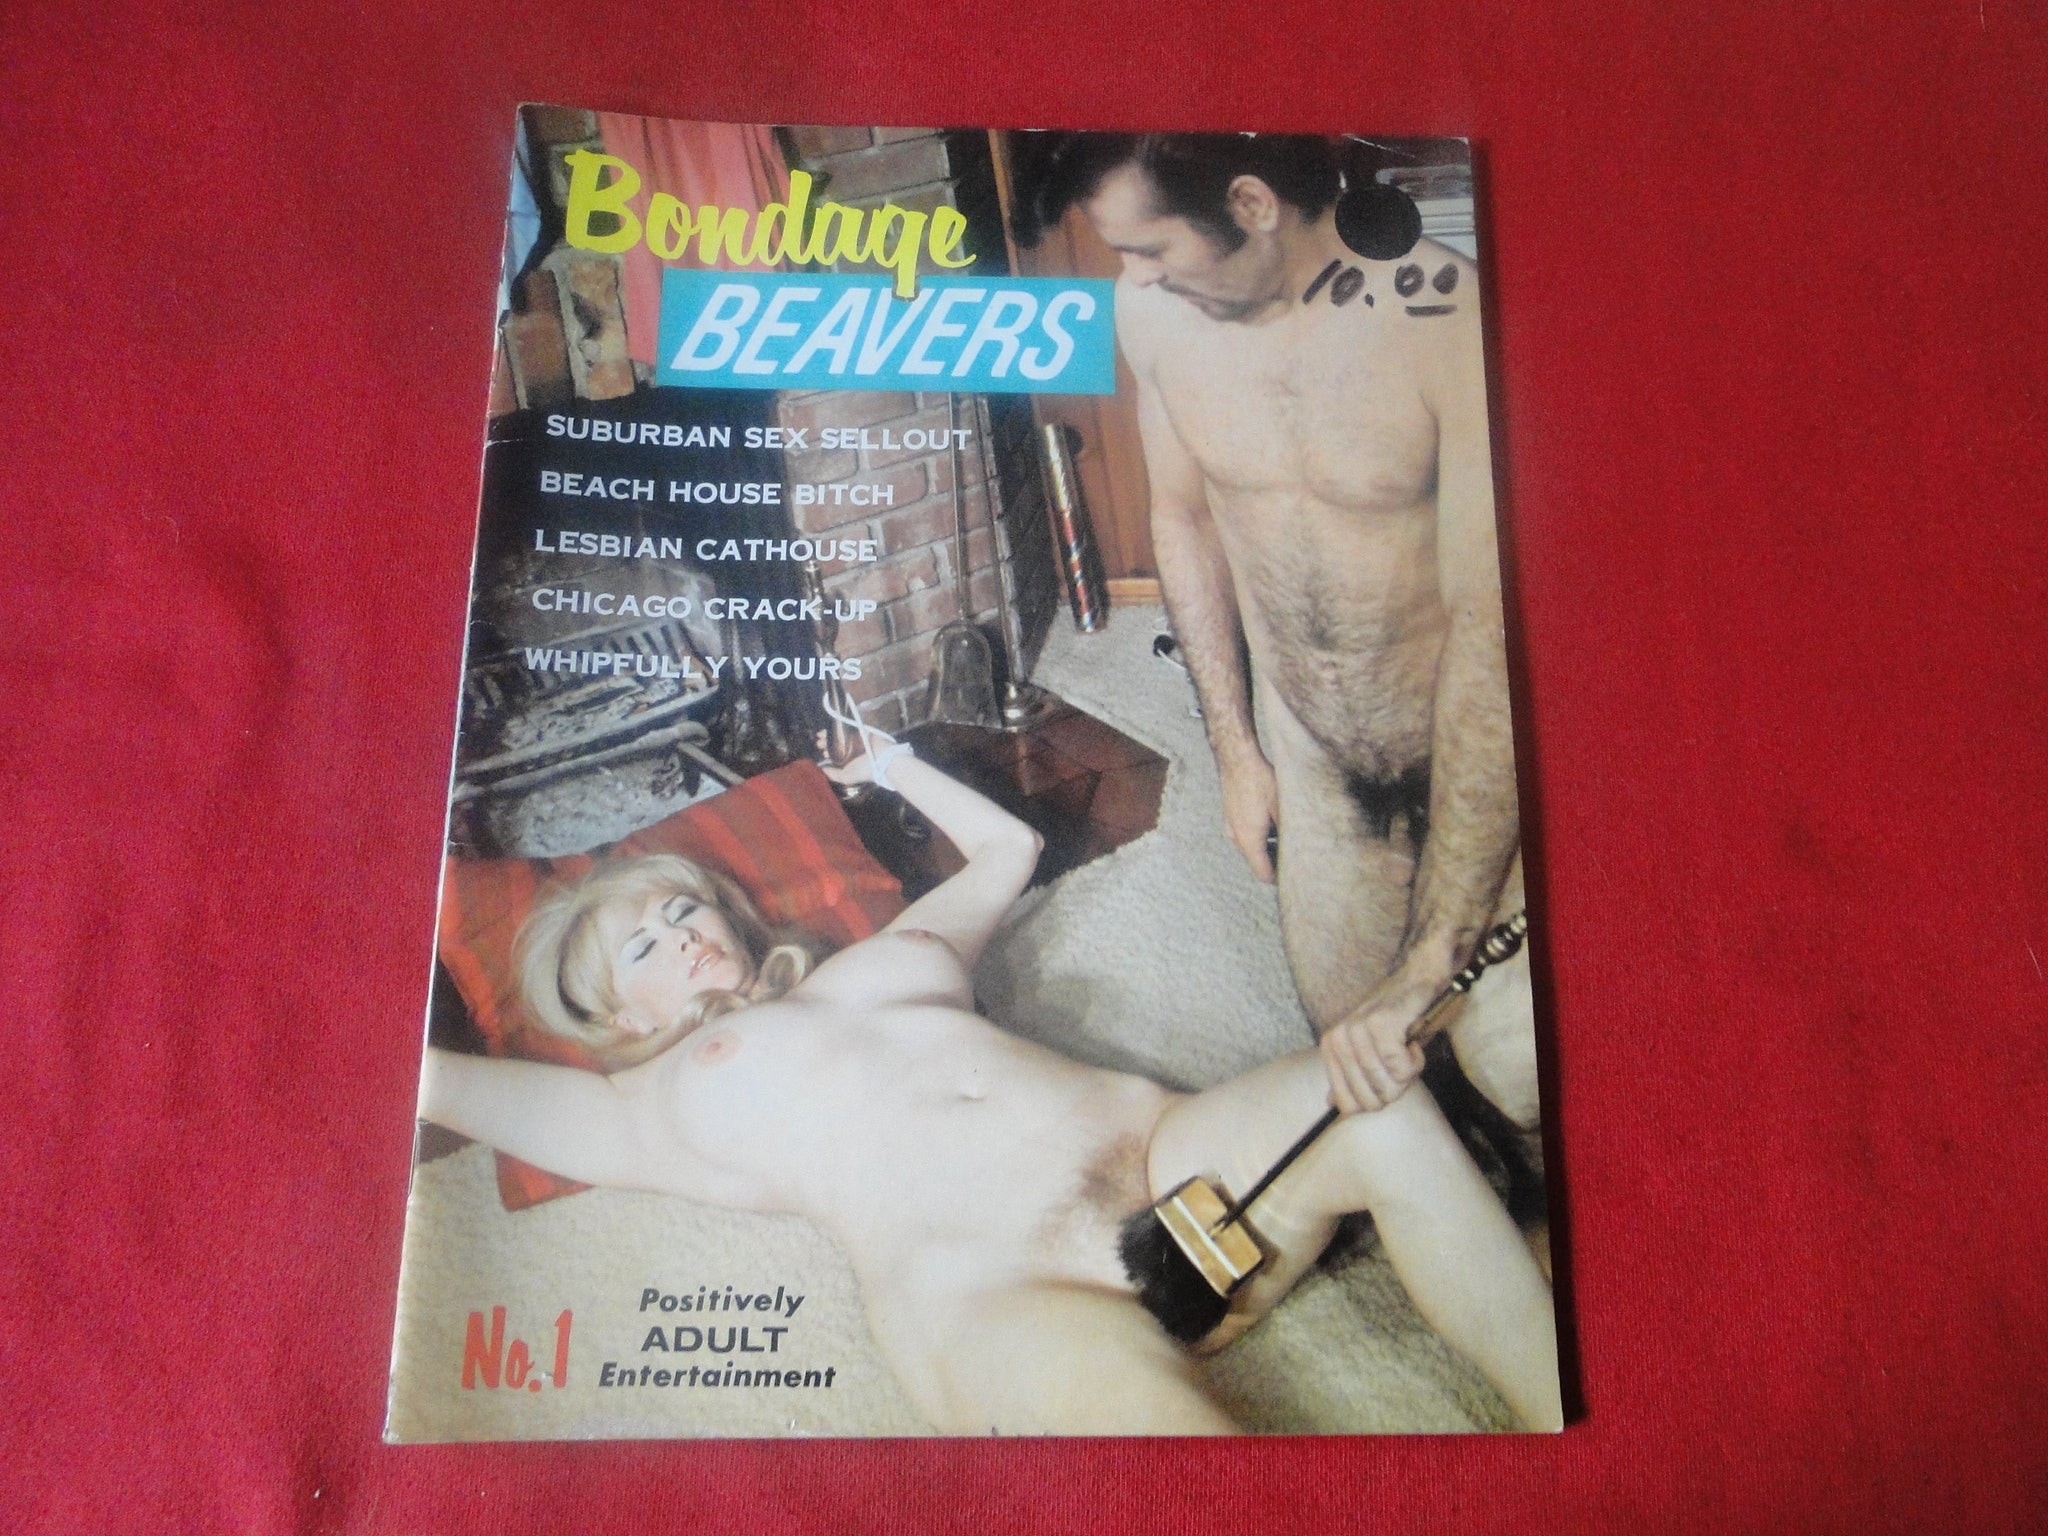 Bondage
BEAVERS
10.00
SUBURBAN SEX SELLOUT
BEACH HOUSE BITCH
LESBIAN CATHOUSE
CHICAGO CRACK-UP
WHIPFULLY YOURS
No.1
Positively
ADULT
Entertainment